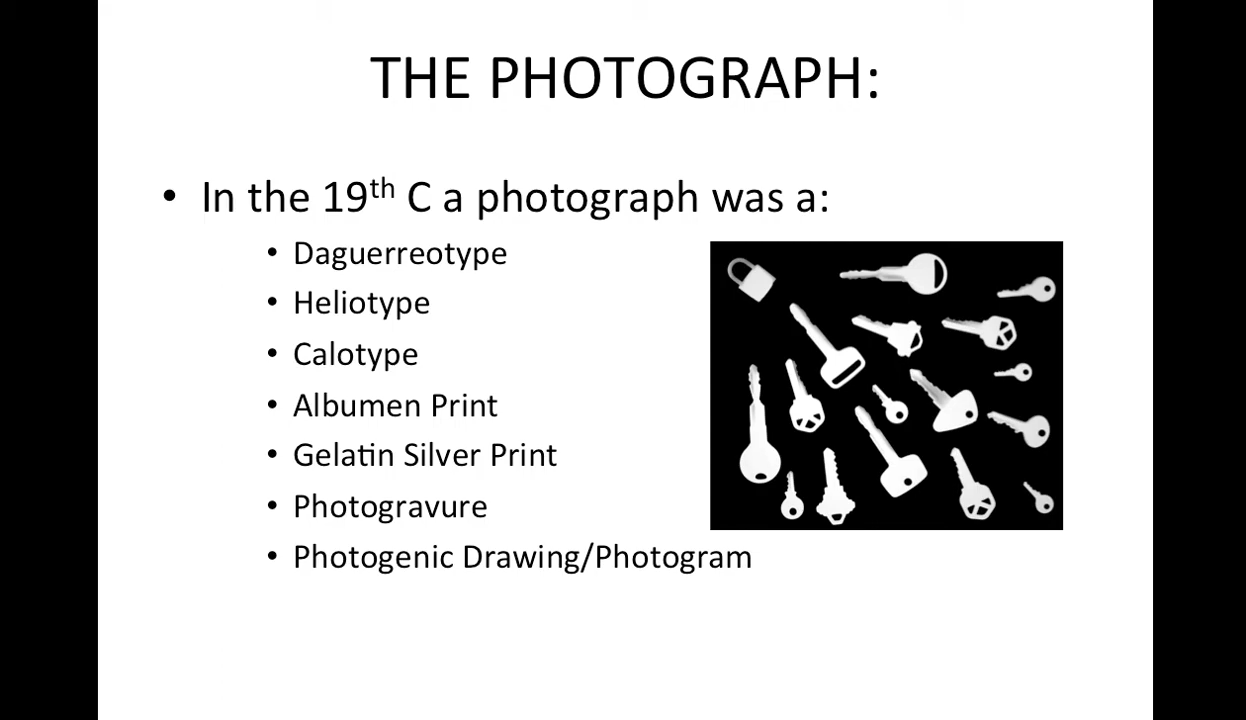 THE PHOTOGRAPH:
• In the 19th C a photograph was a:
• Daguerreotype
• Heliotype
• Calotype
• Albumen Print
• Gelatin Silver Print
• Photogravure
• Photogenic Drawing/Photogram